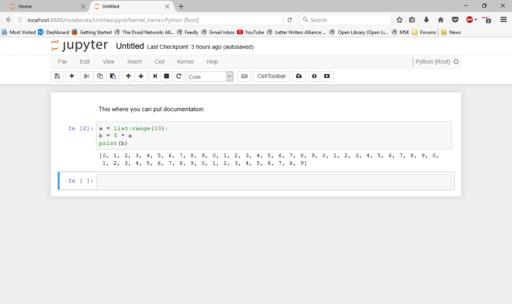 Home
Untitled
localhost:8888/notebooks/Untitled.ipynb?kernel_name=Python [Root]
Search
Most Visited Dashboard Getting Started The Druid Network: All... Feedly Gmail Inbox YouTube Letter Writers Alliance ... Open Library (Open Li... MSK Forums News
jupyter Untitled Last Checkpoint: 3 hours ago (autosaved)
File Edit View Insert Cell Kernel Help Python [Root]
Code CellToolbar
This where you can put documentation.
In [2]: a = list(range(10))
b = 5 * a
print(b)
[0, 1, 2, 3, 4, 5, 6, 7, 8, 9, 0, 1, 2, 3, 4, 5, 6, 7, 8, 9, 0, 1, 2, 3, 4, 5, 6, 7, 8, 9, 0,
1, 2, 3, 4, 5, 6, 7, 8, 9, 0, 1, 2, 3, 4, 5, 6, 7, 8, 9]
In [ ]: